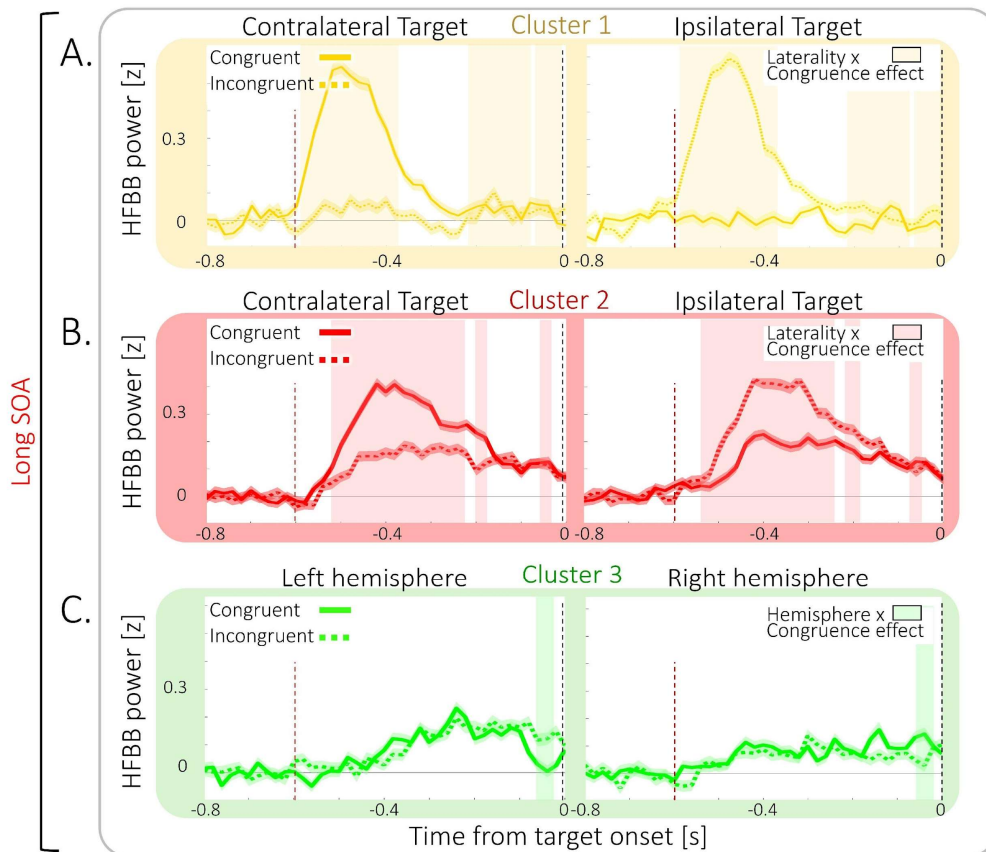 Long SOA
A.
Contralateral Target
Cluster 1
Ipsilateral Target
HFBB power [z]
0.3
0
Congruent
Incongruent
Laterality x
Congruence effect
-0.8
-0.4
0
-0.8
-0.4
0
B.
Contralateral Target
Cluster 2
Ipsilateral Target
HFBB power [z]
0.3
0
Congruent
Incongruent
Laterality x
Congruence effect
-0.8
-0.4
0
-0.8
-0.4
0
C.
Left hemisphere
Cluster 3
Right hemisphere
HFBB power [z]
0.3
0
Congruent
Incongruent
Hemisphere x
Congruence effect
-0.8
-0.4
0
-0.8
-0.4
0
Time from target onset [s]